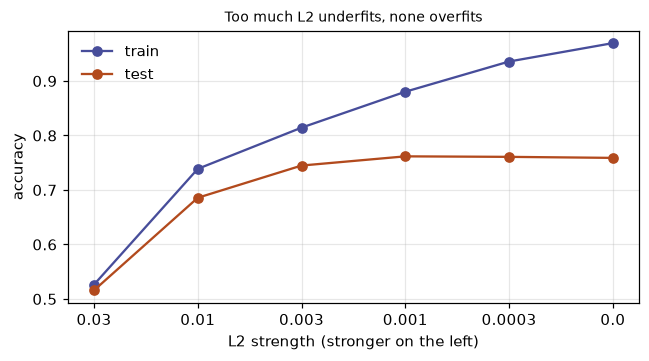 Too much L2 underfits, none overfits
train
test
0.9
0.8
0.7
0.6
0.5
accuracy
0.03 0.01 0.003 0.001 0.0003 0.0
L2 strength (stronger on the left)